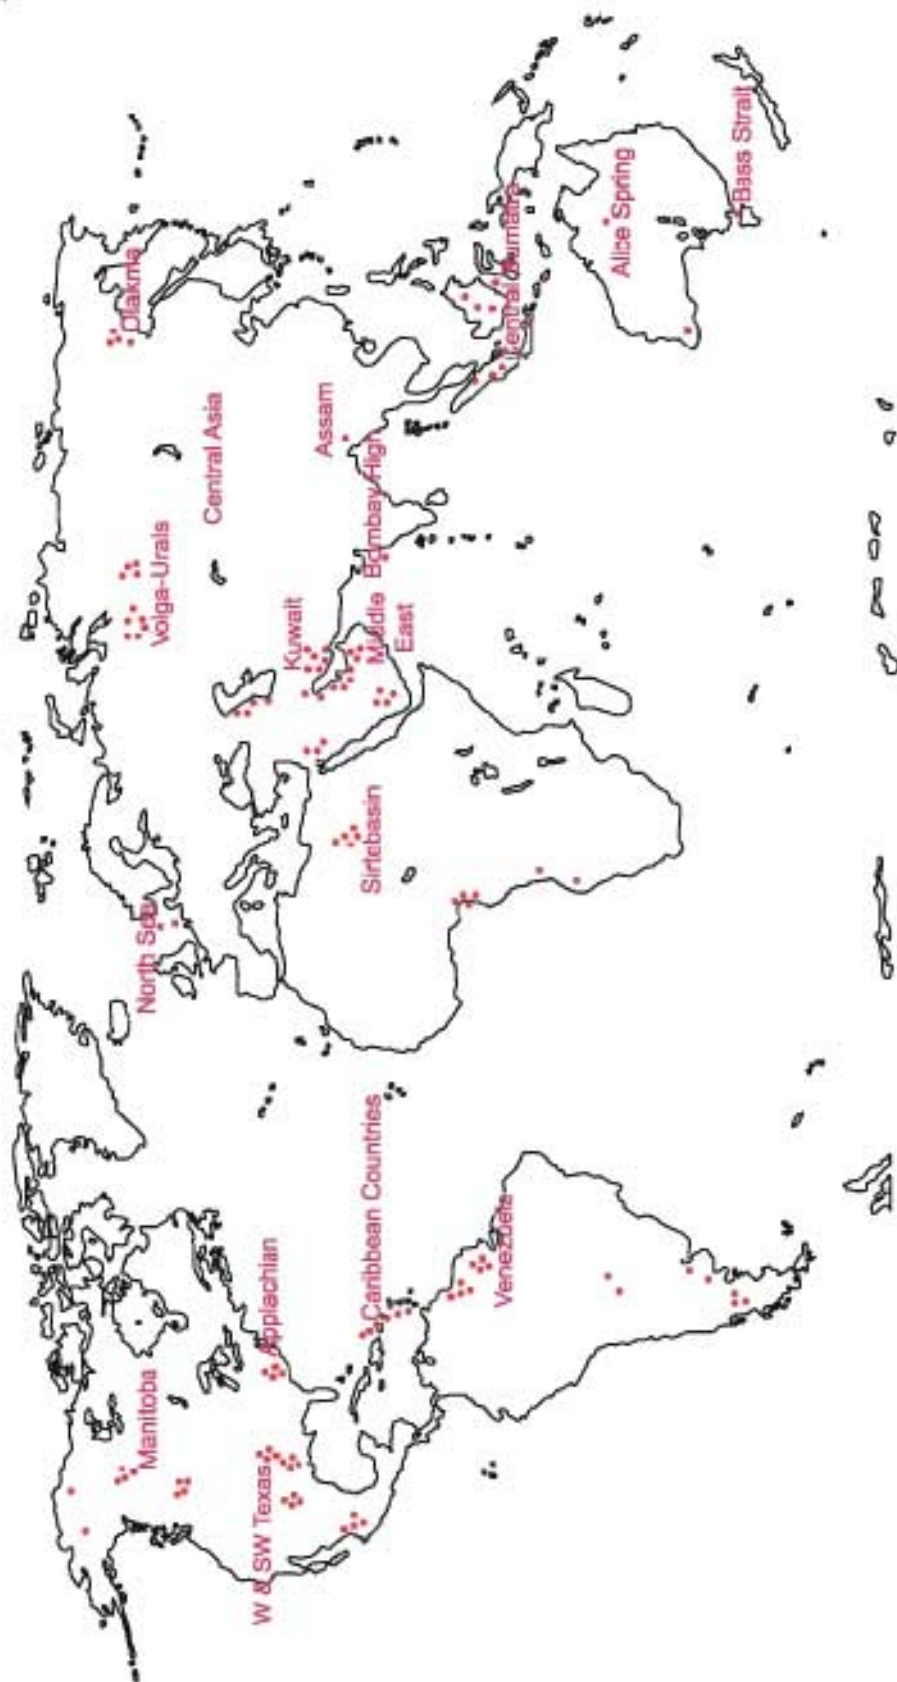 Manitoba
W & SW Texas
Applachian
Caribbean Countries
Venezuela
North Sea
Sirtebasin
Volga-Urals
Kuwait
Middle
East
Central Asia
Bombay High
Assam
Olakma
Central Sumatra
Alice Spring
Bass Strait